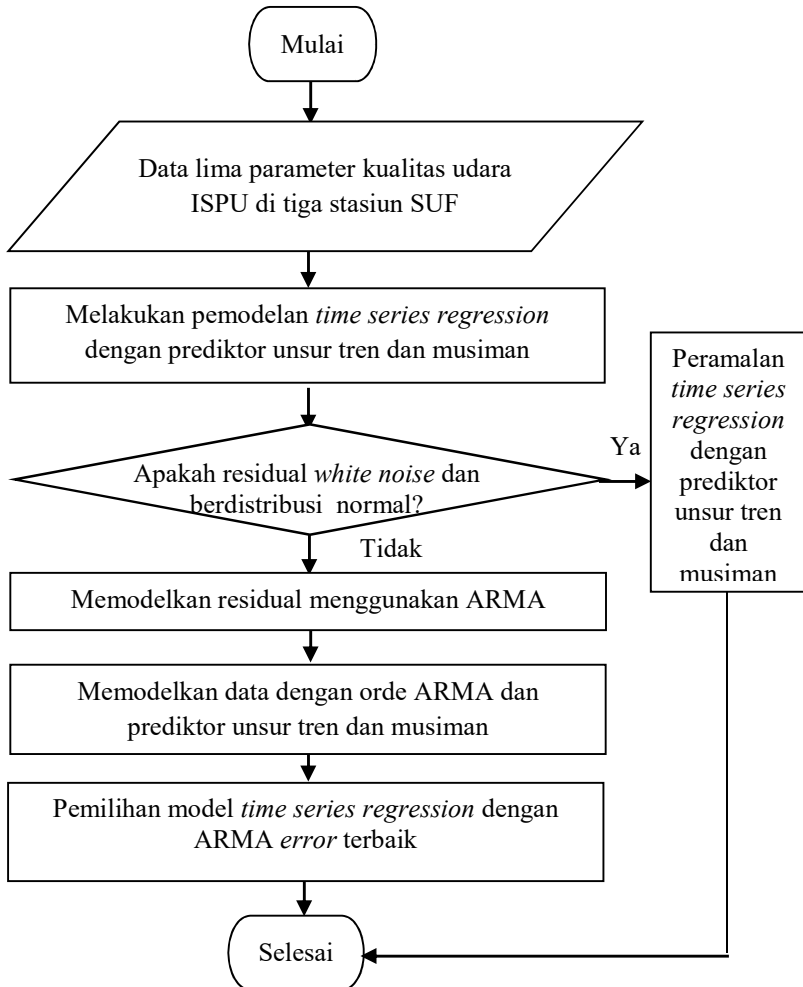 Mulai
Data lima parameter kualitas udara
ISPU di tiga stasiun SUF
Melakukan pemodelan time series regression
dengan prediktor unsur tren dan musiman
Apakah residual white noise dan
berdistribusi normal?
Ya
Peramalan
time series
regression
dengan
prediktor
unsur tren
dan
musiman
Tidak
Memodelkan residual menggunakan ARMA
Memodelkan data dengan orde ARMA dan
prediktor unsur tren dan musiman
Pemilihan model time series regression dengan
ARMA error terbaik
Selesai